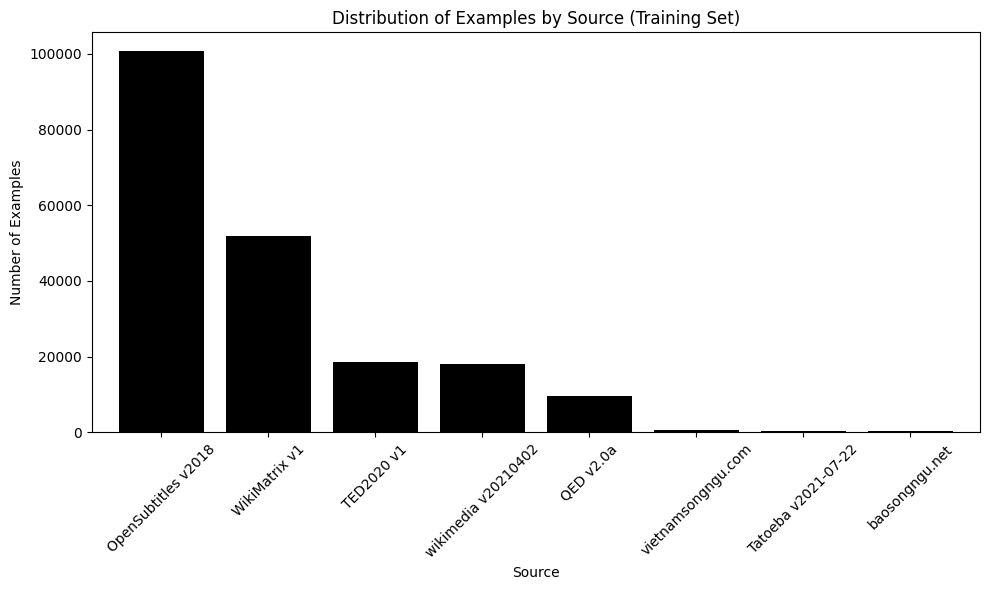 Distribution of Examples by Source (Training Set)
Number of Examples
100000
80000
60000
40000
20000
0
OpenSubtitles v2018
WikiMatrix v1
TED2020 v1
wikimedia v20210402
QED v2.0a
vietnamsongngu.com
Tatoeba v2021-07-22
baosongngu.net
Source